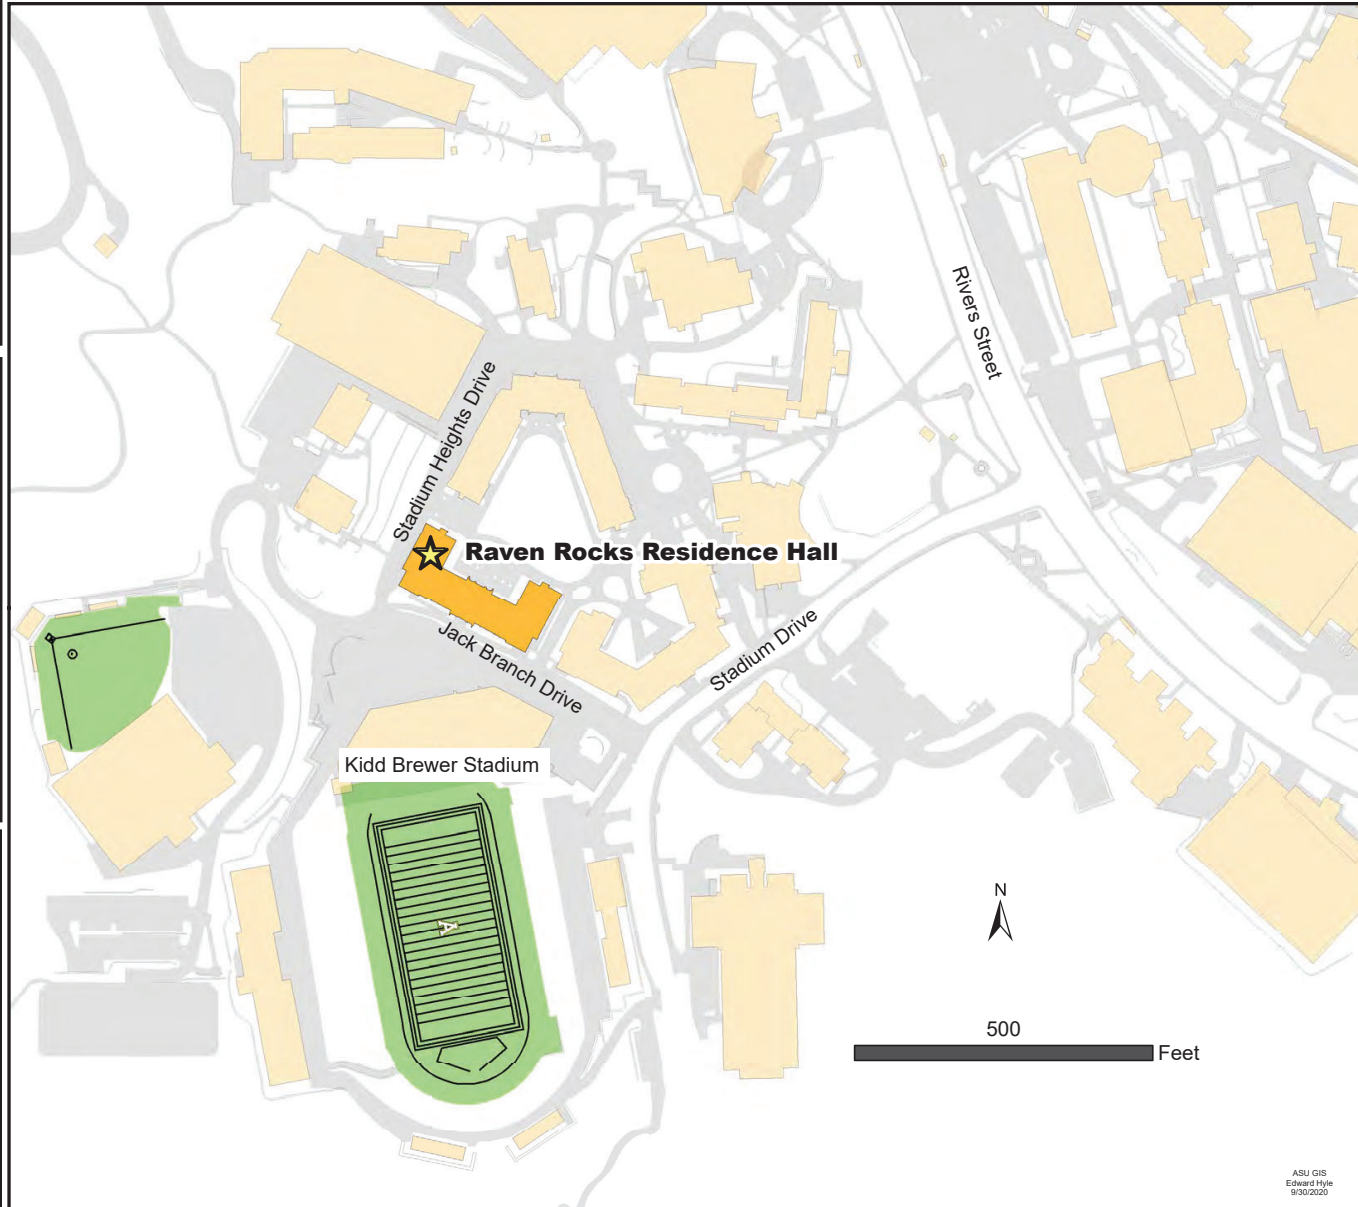 Rivers Street
Stadium Heights Drive
Raven Rocks Residence Hall
Jack Branch Drive
Stadium Drive
Kidd Brewer Stadium
A
N
500
Feet
ASU GIS
Edward Hyle
9/30/2020